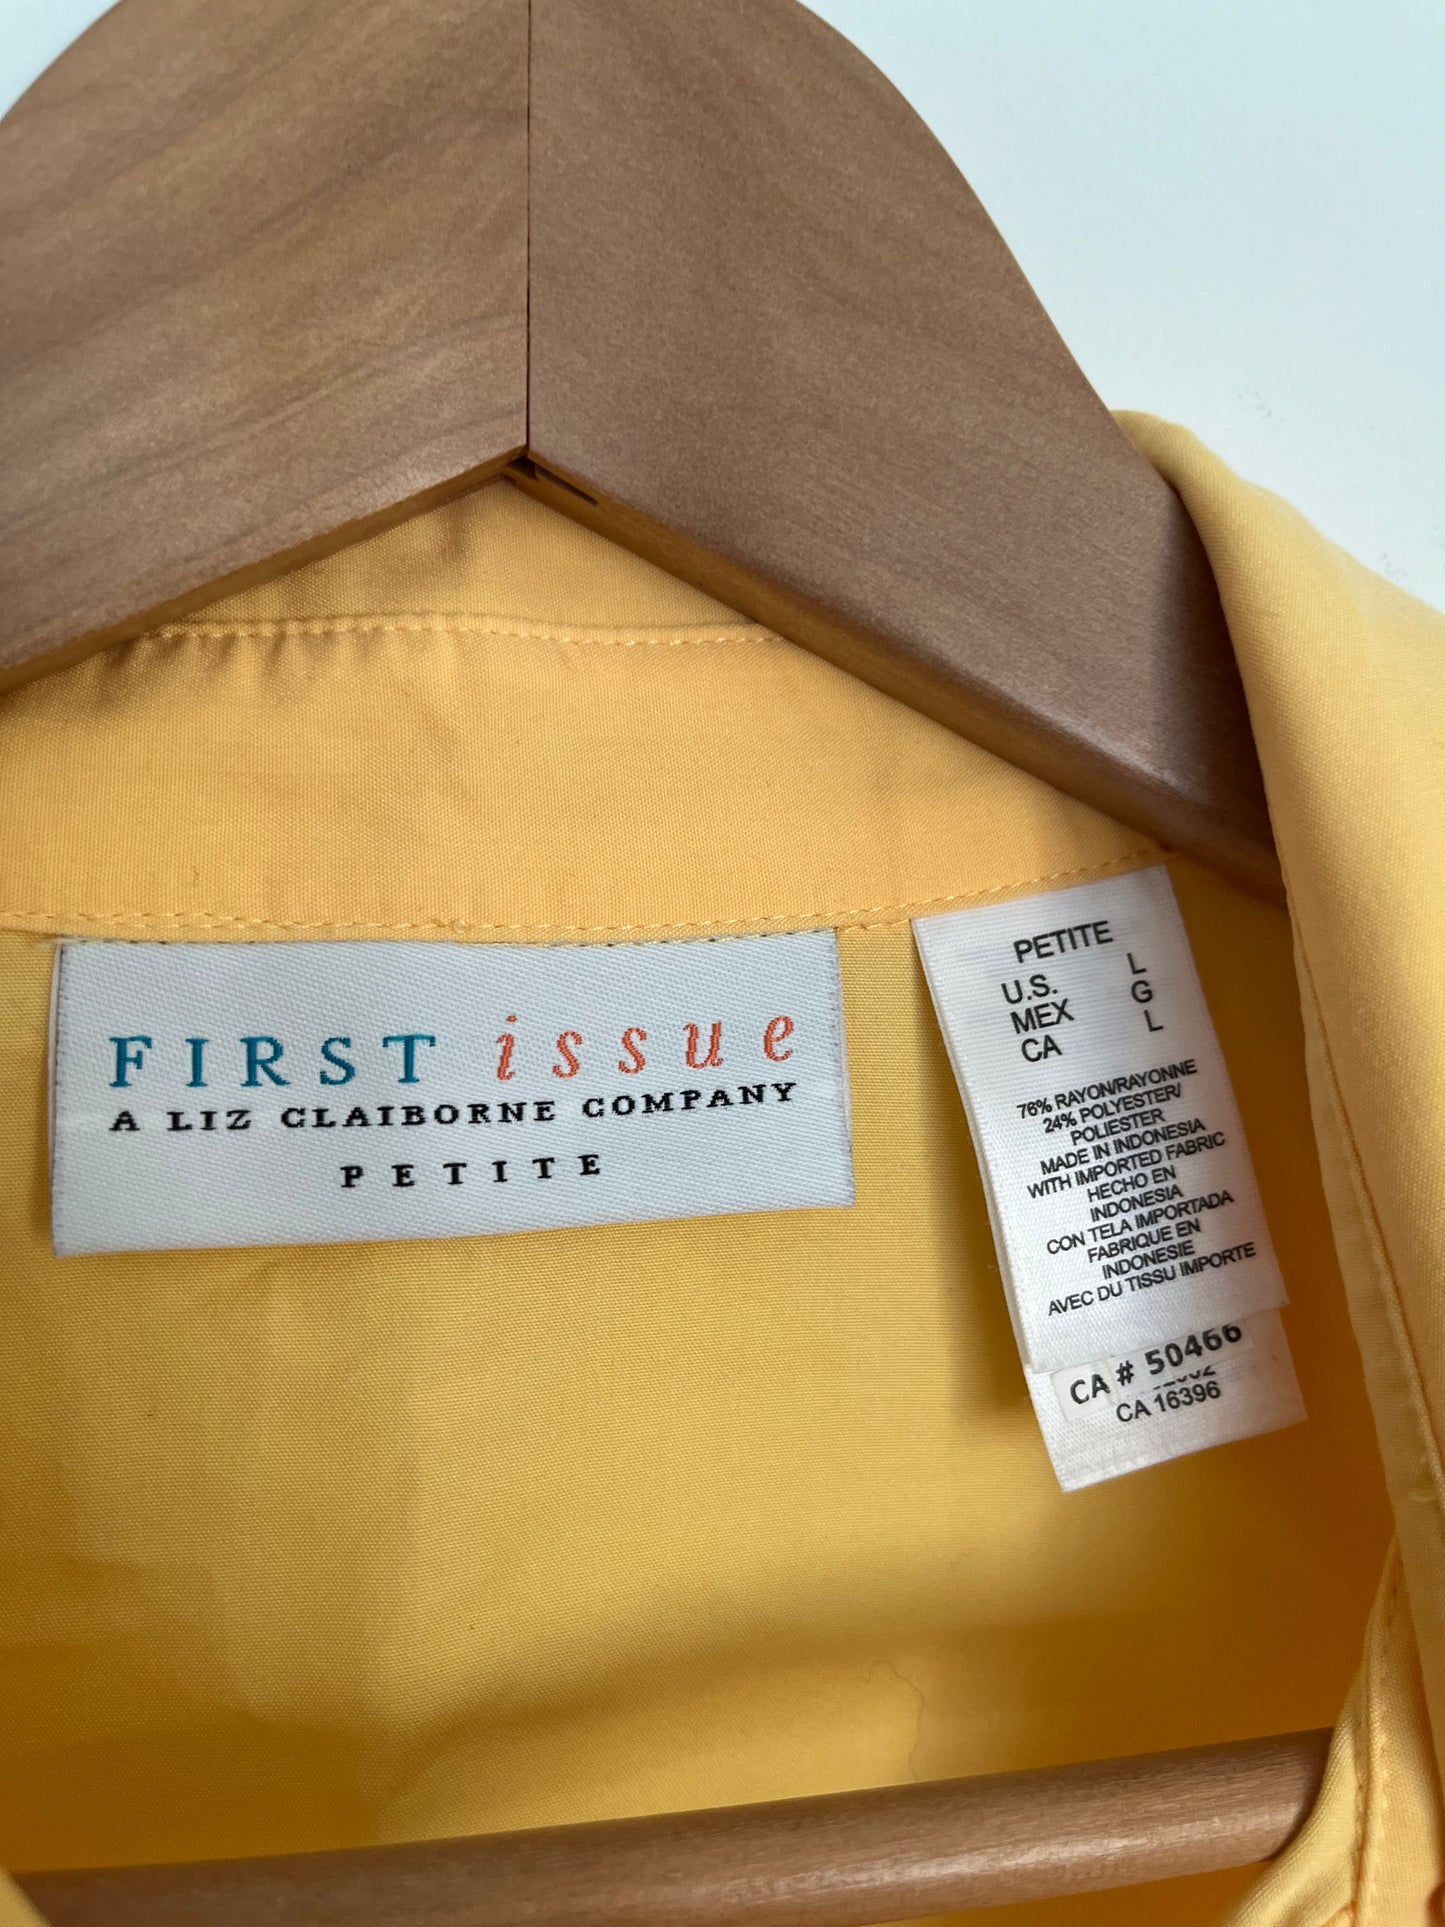 FIRST issue
A LIZ CLAIBORNE COMPANY
PETITE
PETITE
U.S. L
MEX G
CA L
76% RAYON/RAYONNE
24% POLYESTER/
POLIESTER
MADE IN INDONESIA
WITH IMPORTED FABRIC
HECHO EN
INDONESIA
CON TELA IMPORTADA
FABRIQUE EN
INDONESIE
AVEC DU TISSU IMPORTE
CA # 50466
CA 16396